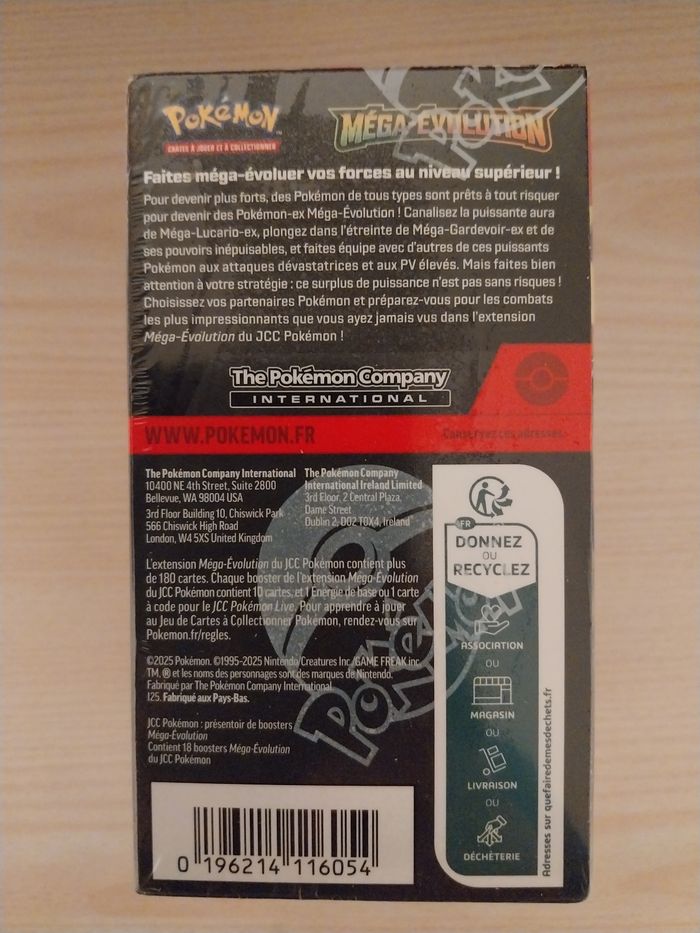 Pokémon
CARTES À JOUER ET À COLLECTIONNER
MÉGA-ÉVOLUTION
Faites méga-évoluer vos forces au niveau supérieur !
Pour devenir plus forts, des Pokémon de tous types sont prêts à tout risquer
pour devenir des Pokémon-ex Méga-Évolution ! Canalisez la puissante aura
de Méga-Lucario-ex, plongez dans l'étreinte de Méga-Gardevoir-ex et de
ses pouvoirs inépuisables, et faites équipe avec d'autres de ces puissants
Pokémon aux attaques dévastatrices et aux PV élevés. Mais faites bien
attention à votre stratégie : ce surplus de puissance n'est pas sans risques !
Choisissez vos partenaires Pokémon et préparez-vous pour les combats
les plus impressionnants que vous ayez jamais vus dans l'extension
Méga-Évolution du JCC Pokémon !
The Pokémon Company
INTERNATIONAL
WWW.POKEMON.FR
Conservez ces adresses.
The Pokémon Company International
10400 NE 4th Street, Suite 2800
Bellevue, WA 98004 USA
3rd Floor Building 10, Chiswick Park
566 Chiswick High Road
London, W4 5XS United Kingdom
The Pokémon Company
International Ireland Limited
3rd Floor, 2 Central Plaza,
Dame Street
Dublin 2, D02 T0X4, Ireland
L'extension Méga-Évolution du JCC Pokémon contient plus
de 180 cartes. Chaque booster de l'extension Méga-Évolution
du JCC Pokémon contient 10 cartes, et 1 Énergie de base ou 1 carte
à code pour le JCC Pokémon Live. Pour apprendre à jouer
au Jeu de Cartes à Collectionner Pokémon, rendez-vous sur
Pokemon.fr/regles.
©2025 Pokémon. ©1995-2025 Nintendo/Creatures Inc./GAME FREAK inc.
TM, ® et les noms des personnages sont des marques de Nintendo.
Fabriqué par The Pokémon Company International
125. Fabriqué aux Pays-Bas.
JCC Pokémon : présentoir de boosters
Méga-Évolution
Contient 18 boosters Méga-Évolution
du JCC Pokémon
0 196214 116054
FR
DONNEZ
OU
RECYCLEZ
ASSOCIATION
OU
MAGASIN
OU
LIVRAISON
OU
DÉCHÈTERIE
Adresses sur quefairedemesdechets.fr
Pokémon